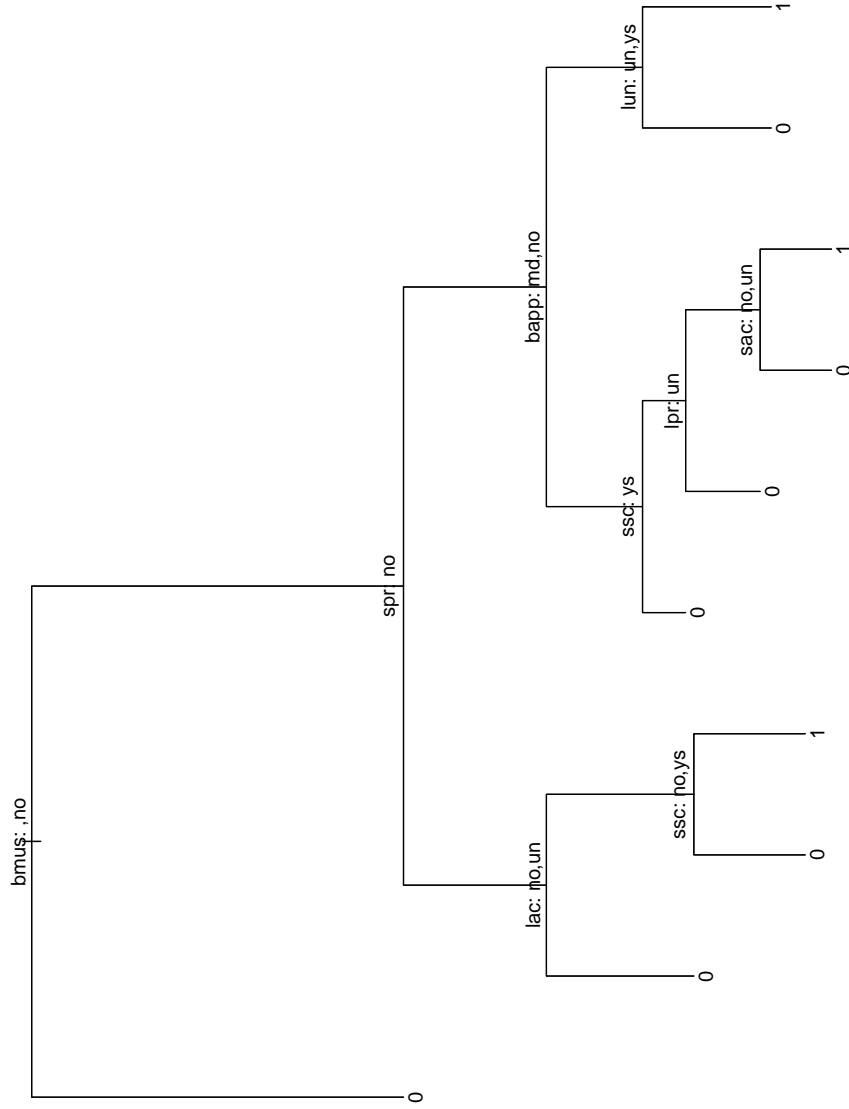 bmus: ,no
spr: no
bapp: md,no
lac: no,un
lun: un,ys
ssc: ys
lpr: un
ssc: no,ys
sac: no,un
0
0
0
1
0
0
0
1
0
1